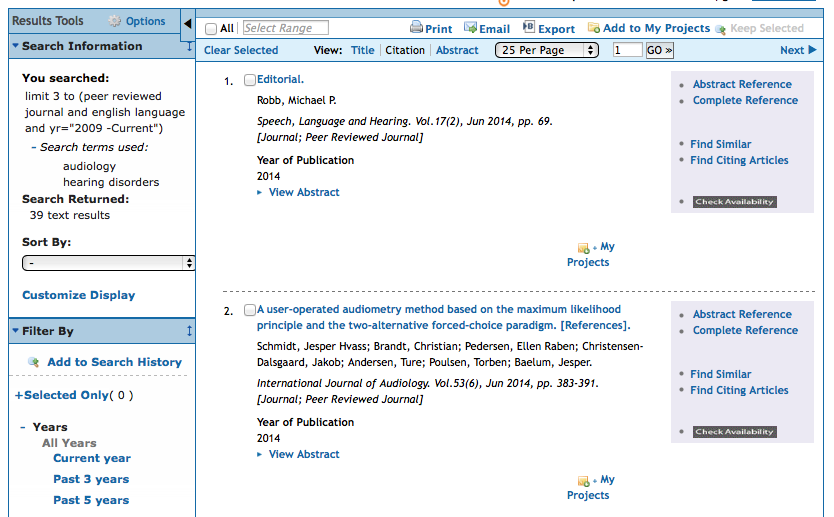 Results Tools Options
Search Information
You searched:
limit 3 to (peer reviewed
journal and english language
and yr="2009 -Current")
- Search terms used:
audiology
hearing disorders
Search Returned:
39 text results
Sort By:
-
Customize Display
Filter By
Add to Search History
+Selected Only( 0 )
- Years
All Years
Current year
Past 3 years
Past 5 years
All Select Range Print Email Export Add to My Projects Keep Selected
Clear Selected View: Title | Citation | Abstract 25 Per Page 1 GO » Next
1. Editorial.
Robb, Michael P.
Speech, Language and Hearing. Vol.17(2), Jun 2014, pp. 69.
[Journal; Peer Reviewed Journal]
Year of Publication
2014
View Abstract
Abstract Reference
Complete Reference
Find Similar
Find Citing Articles
Check Availability
+ My
Projects
2. A user-operated audiometry method based on the maximum likelihood
principle and the two-alternative forced-choice paradigm. [References].
Schmidt, Jesper Hvass; Brandt, Christian; Pedersen, Ellen Raben; Christensen-
Dalsgaard, Jakob; Andersen, Ture; Poulsen, Torben; Baelum, Jesper.
International Journal of Audiology. Vol.53(6), Jun 2014, pp. 383-391.
[Journal; Peer Reviewed Journal]
Year of Publication
2014
View Abstract
Abstract Reference
Complete Reference
Find Similar
Find Citing Articles
Check Availability
+ My
Projects